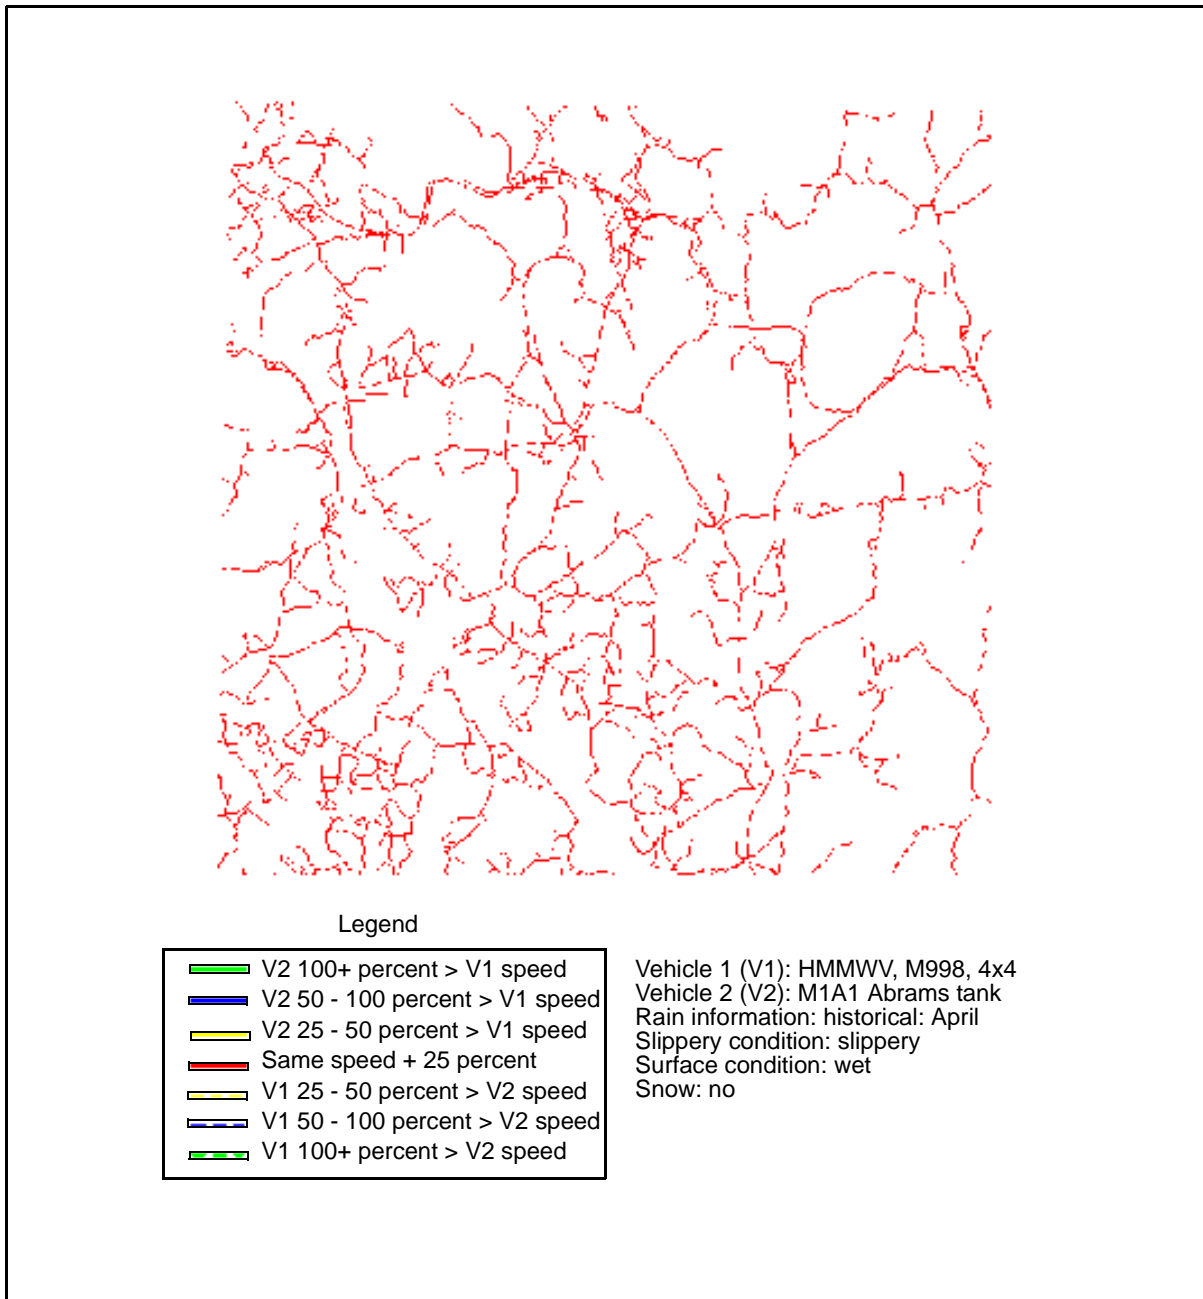 Legend
V2 100+ percent > V1 speed
V2 50 - 100 percent > V1 speed
V2 25 - 50 percent > V1 speed
Same speed + 25 percent
V1 25 - 50 percent > V2 speed
V1 50 - 100 percent > V2 speed
V1 100+ percent > V2 speed
Vehicle 1 (V1): HMMWV, M998, 4x4
Vehicle 2 (V2): M1A1 Abrams tank
Rain information: historical: April
Slippery condition: slippery
Surface condition: wet
Snow: no